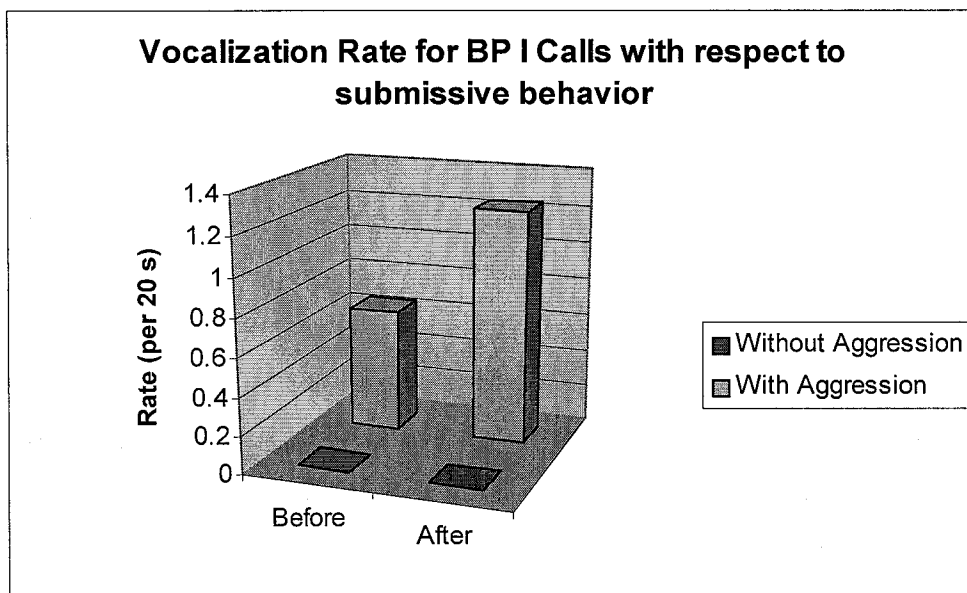 Vocalization Rate for BP I Calls with respect to
submissive behavior
Rate (per 20 s)
1.4
1.2
1
0.8
0.6
0.4
0.2
0
Before
After
Without Aggression
With Aggression